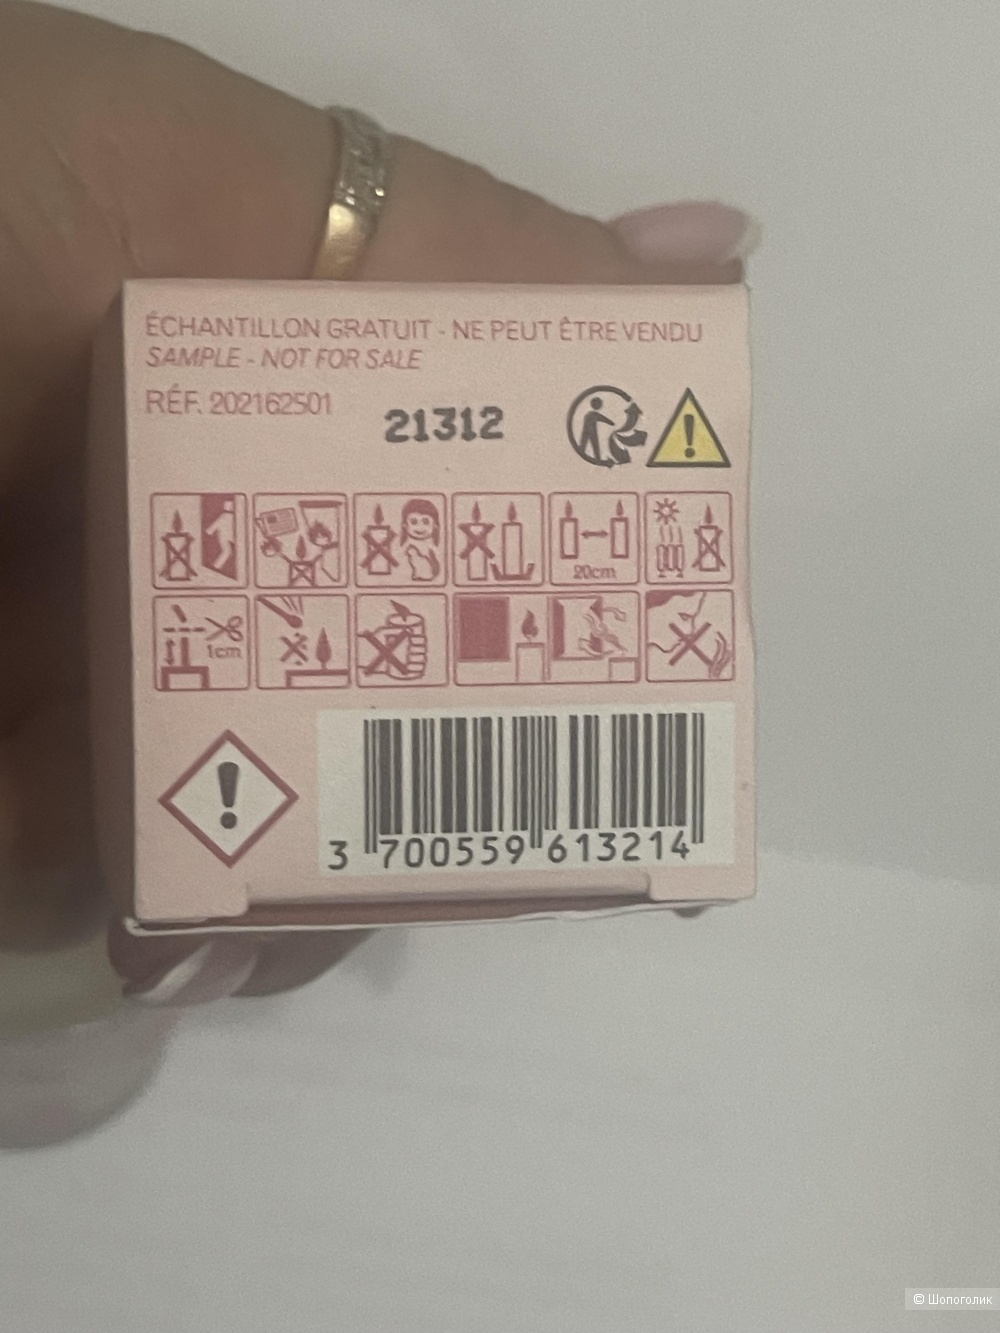 ÉCHANTILLON GRATUIT - NE PEUT ÊTRE VENDU
SAMPLE - NOT FOR SALE
RÉF. 202162501
21312
20cm
1cm
3 700559 613214
© Шопоголик